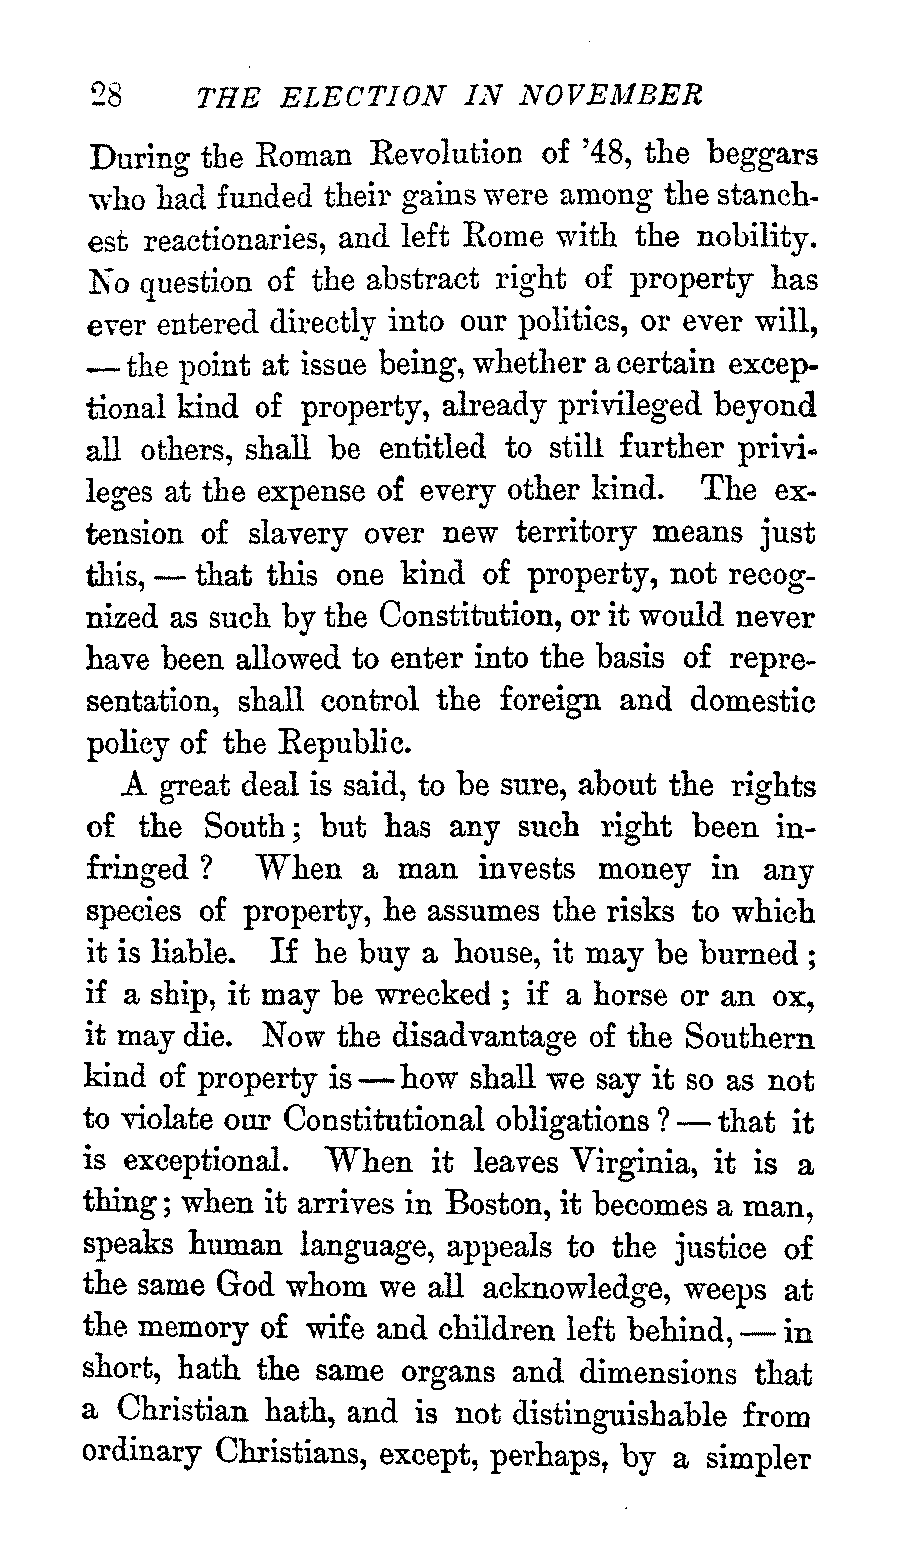 28 THE ELECTION IN NOVEMBER
During the Roman Revolution of '48, the beggars
who had funded their gains were among the stanch-
est reactionaries, and left Rome with the nobility.
No question of the abstract right of property has
ever entered directly into our politics, or ever will,
— the point at issue being, whether a certain excep-
tional kind of property, already privileged beyond
all others, shall be entitled to still further privi-
leges at the expense of every other kind. The ex-
tension of slavery over new territory means just
this, — that this one kind of property, not recog-
nized as such by the Constitution, or it would never
have been allowed to enter into the basis of repre-
sentation, shall control the foreign and domestic
policy of the Republic.
A great deal is said, to be sure, about the rights
of the South; but has any such right been in-
fringed? When a man invests money in any
species of property, he assumes the risks to which
it is liable. If he buy a house, it may be burned;
if a ship, it may be wrecked; if a horse or an ox,
it may die. Now the disadvantage of the Southern
kind of property is — how shall we say it so as not
to violate our Constitutional obligations? — that it
is exceptional. When it leaves Virginia, it is a
thing; when it arrives in Boston, it becomes a man,
speaks human language, appeals to the justice of
the same God whom we all acknowledge, weeps at
the memory of wife and children left behind, — in
short, hath the same organs and dimensions that
a Christian hath, and is not distinguishable from
ordinary Christians, except, perhaps, by a simpler